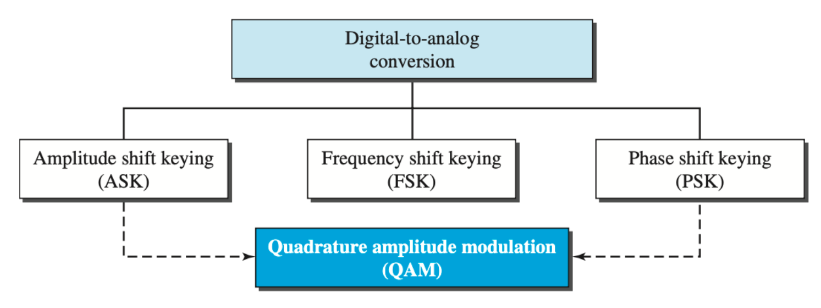 Digital-to-analog
conversion
Amplitude shift keying
(ASK)
Frequency shift keying
(FSK)
Phase shift keying
(PSK)
Quadrature amplitude modulation
(QAM)